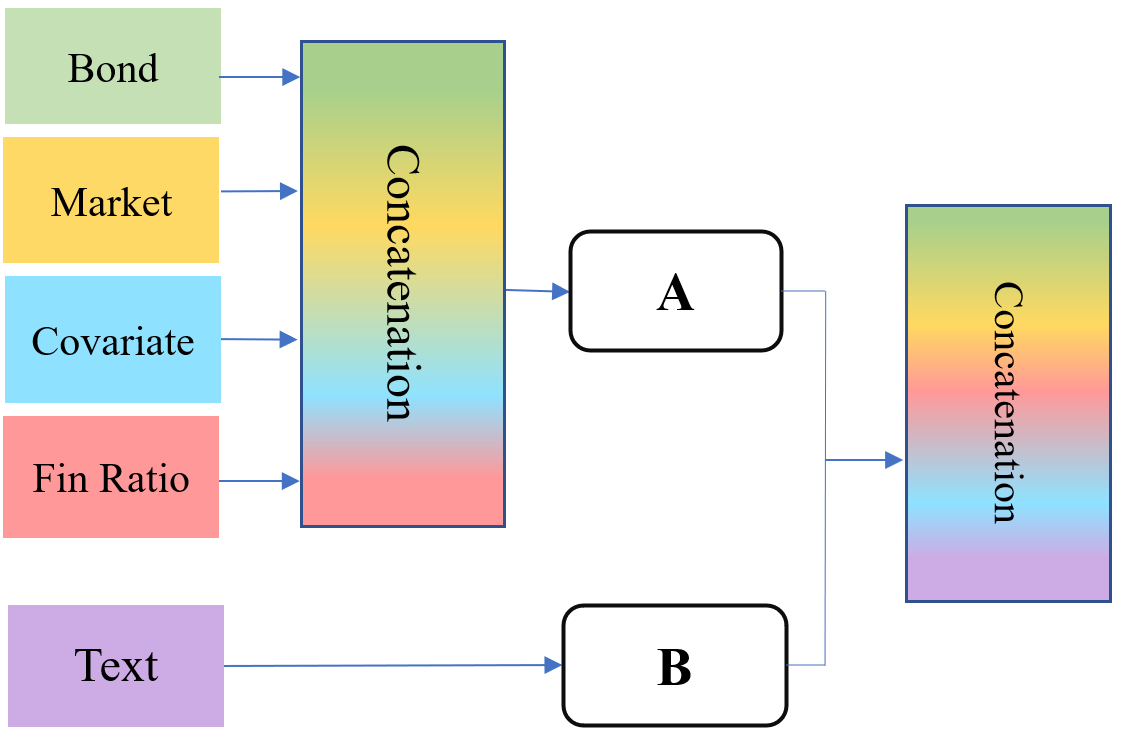 Bond
Market
Covariate
Fin Ratio
Text
Concatenation
A
B
Concatenation